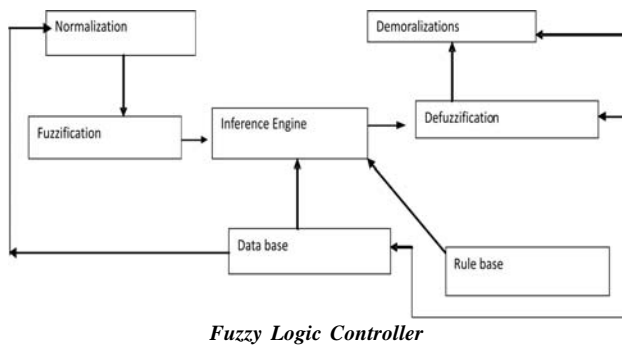 Normalization
Demoralizations
Fuzzification
Inference Engine
Defuzzification
Data base
Rule base
Fuzzy Logic Controller